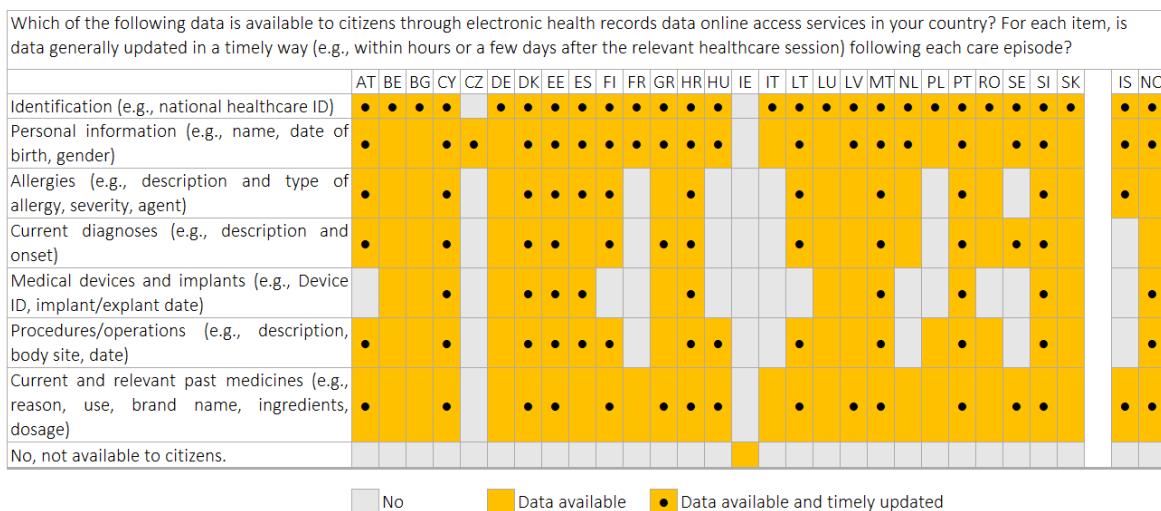 Which of the following data is available to citizens through electronic health records data online access services in your country? For each item, is
data generally updated in a timely way (e.g., within hours or a few days after the relevant healthcare session) following each care episode?
AT BE BG CY CZ DE DK EE ES FI FR GR HR HU IE IT LT LU LV MT NL PL PT RO SE SI SK IS NO
Identification (e.g., national healthcare ID)
Personal information (e.g., name, date of
birth, gender)
Allergies (e.g., description and type of
allergy, severity, agent)
Current diagnoses (e.g., description and
onset)
Medical devices and implants (e.g., Device
ID, implant/explant date)
Procedures/operations (e.g., description,
body site, date)
Current and relevant past medicines (e.g.,
reason, use, brand name, ingredients,
dosage)
No, not available to citizens.
No Data available Data available and timely updated